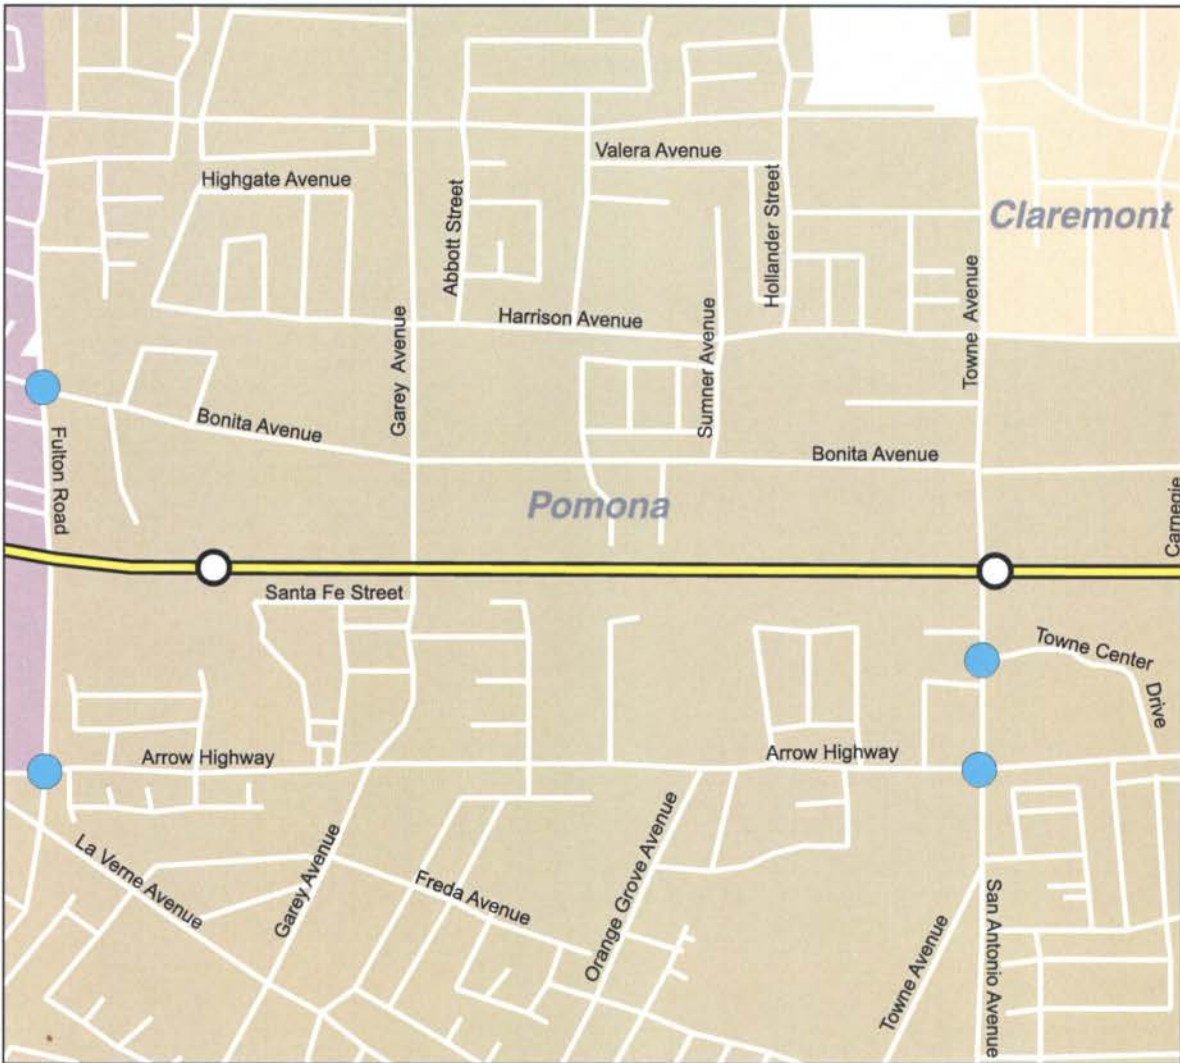 Valera Avenue
Highgate Avenue
Abbott Street
Hollander Street
Claremont
Garey Avenue
Harrison Avenue
Sumner Avenue
Towne Avenue
Bonita Avenue
Bonita Avenue
Fulton Road
Pomona
Carnegie
Santa Fe Street
Towne Center
Drive
Arrow Highway
Arrow Highway
La Verne Avenue
Garey Avenue
Freda Avenue
Orange Grove Avenue
Towne Avenue
San Antonio Avenue